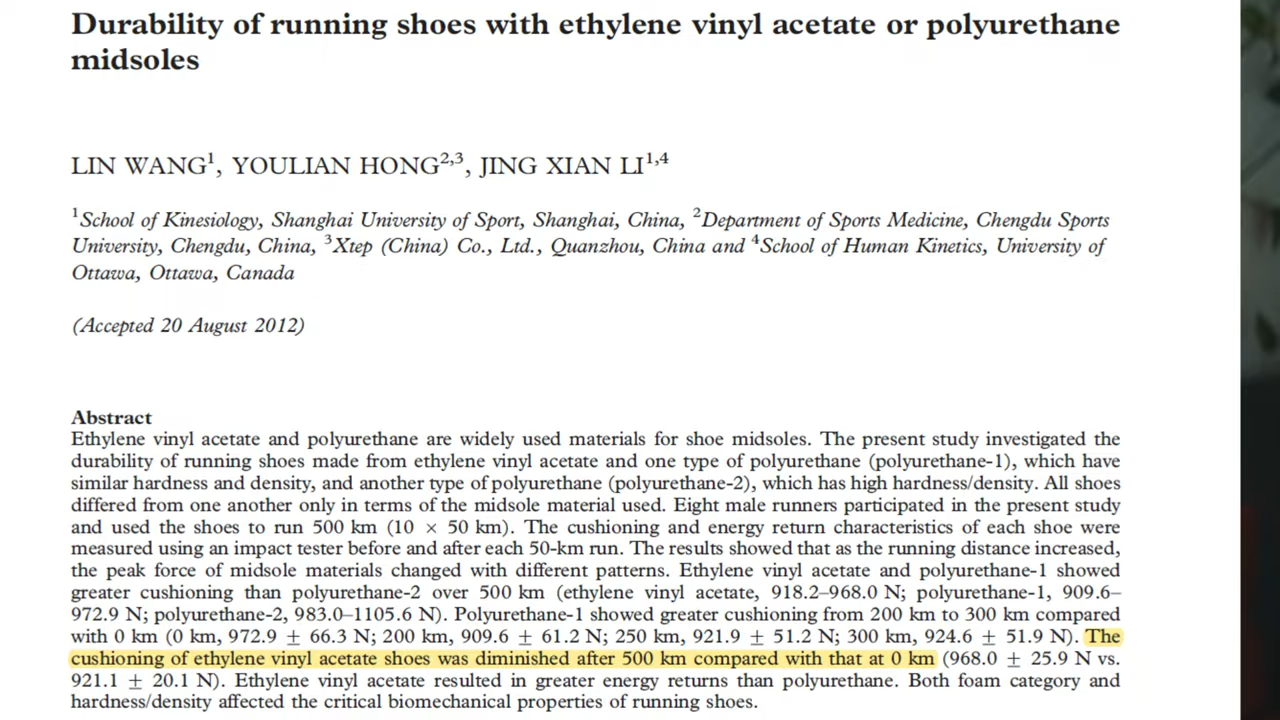 Durability of running shoes with ethylene vinyl acetate or polyurethane
midsoles
LIN WANG1, YOULIAN HONG2,3, JING XIAN LI1,4
1School of Kinesiology, Shanghai University of Sport, Shanghai, China, 2Department of Sports Medicine, Chengdu Sports
University, Chengdu, China, 3Xtep (China) Co., Ltd., Quanzhou, China and 4School of Human Kinetics, University of
Ottawa, Ottawa, Canada
(Accepted 20 August 2012)
Abstract
Ethylene vinyl acetate and polyurethane are widely used materials for shoe midsoles. The present study investigated the
durability of running shoes made from ethylene vinyl acetate and one type of polyurethane (polyurethane-1), which have
similar hardness and density, and another type of polyurethane (polyurethane-2), which has high hardness/density. All shoes
differed from one another only in terms of the midsole material used. Eight male runners participated in the present study
and used the shoes to run 500 km (10 × 50 km). The cushioning and energy return characteristics of each shoe were
measured using an impact tester before and after each 50-km run. The results showed that as the running distance increased,
the peak force of midsole materials changed with different patterns. Ethylene vinyl acetate and polyurethane-1 showed
greater cushioning than polyurethane-2 over 500 km (ethylene vinyl acetate, 918.2–968.0 N; polyurethane-1, 909.6–
972.9 N; polyurethane-2, 983.0–1105.6 N). Polyurethane-1 showed greater cushioning from 200 km to 300 km compared
with 0 km (0 km, 972.9 ± 66.3 N; 200 km, 909.6 ± 61.2 N; 250 km, 921.9 ± 51.2 N; 300 km, 924.6 ± 51.9 N). The
cushioning of ethylene vinyl acetate shoes was diminished after 500 km compared with that at 0 km (968.0 ± 25.9 N vs.
921.1 ± 20.1 N). Ethylene vinyl acetate resulted in greater energy returns than polyurethane. Both foam category and
hardness/density affected the critical biomechanical properties of running shoes.